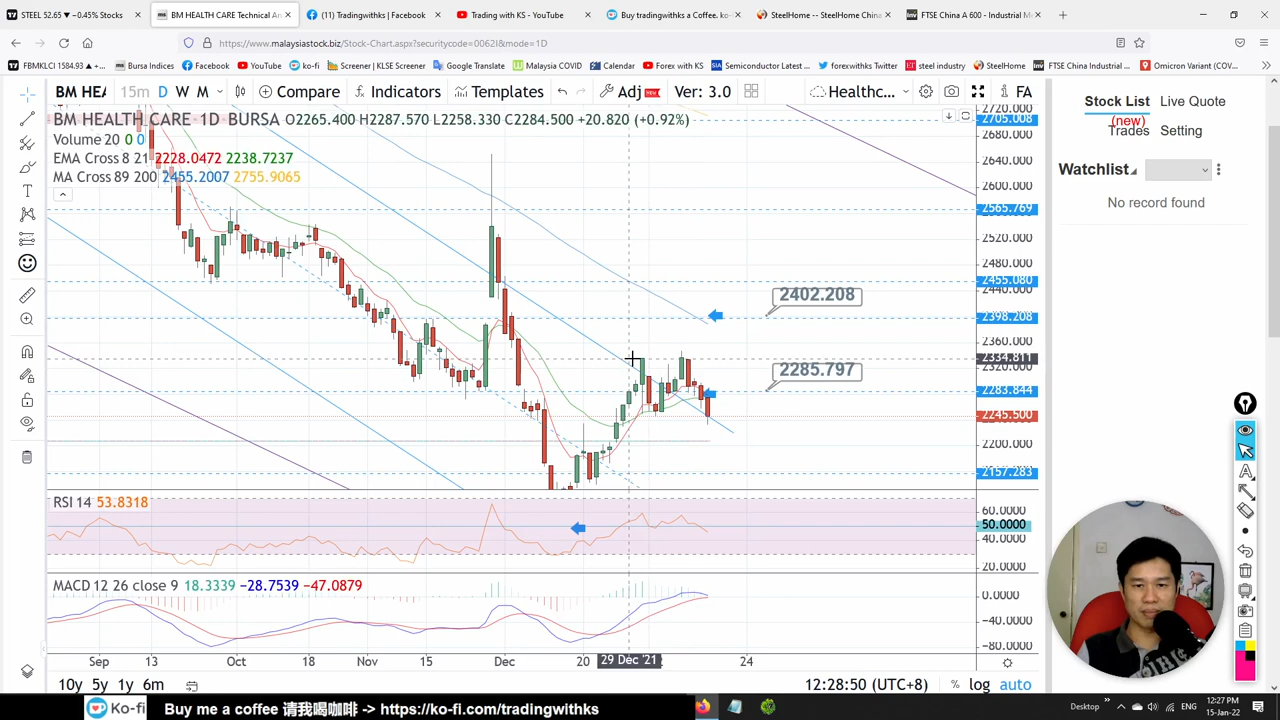 STEEL 52.65 ▼ −0.45% Stocks
BM HEALTH CARE Technical An
(1) Tradingwithks | Facebook
Trading with KS - YouTube
Buy tradingwithks a Coffee. ko-fi
SteelHome -- SteelHome China
FTSE China A 600 - Industrial M
https://www.malaysiastock.biz/Stock-Chart.aspx?securitycode=0062I&mode=1D
FBMKLCI 1584.93 ▲ +...
Bursa Indices
Facebook
YouTube
ko-fi
Screener | KLSE Screener
Google Translate
Malaysia COVID
Calendar
Forex with KS
Semiconductor Latest ...
forexwithks Twitter
SteelHome
ET steel industry
FTSE China Industrial ...
Omicron Variant (COV...
BM HEA
15m D W M
Compare
Indicators
Templates
Adj NEW
Ver: 3.0
Healthc...
FA
BM HEALTH CARE 1D BURSA O2265.400 H2287.570 L2258.330 C2284.500 +20.820 (+0.92%)
Volume 20 0 0
EMA Cross 8 21 2228.0472 2238.7237
MA Cross 89 200 2455.2007 2755.9065
2402.208
2285.797
2720.000
2705.008
2680.000
2640.000
2600.000
2565.769
2520.000
2480.000
2455.080
2440.000
2398.208
2360.000
2334.811
2320.000
2283.844
2245.500
2200.000
2157.283
RSI 14 53.8318
60.0000
50.0000
40.0000
20.0000
MACD 12 26 close 9 18.3339 −28.7539 −47.0879
0.0000
−40.0000
−80.0000
Sep 13 Oct 18 Nov 15 Dec 20 29 Dec '21 24
10y 5y 1y 6m
12:28:50 (UTC+8) % log auto
Stock List
(new)
Live Quote
Trades
Setting
Watchlist
No record found
Ko-fi
Buy me a coffee 请我喝咖啡 -> https://ko-fi.com/tradingwithks
Desktop
12:27 PM
15-Jan-22